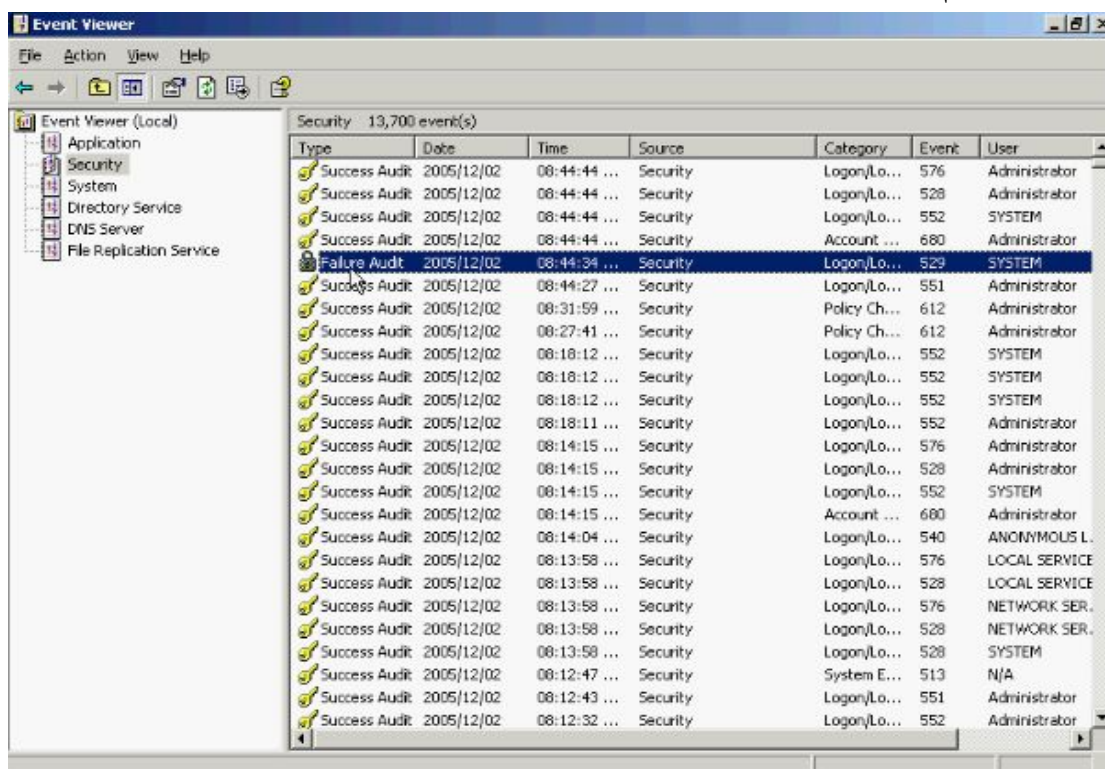 Event Viewer
File Action View Help
Event Viewer (Local)
Application
Security
System
Directory Service
DNS Server
File Replication Service
Security 13,700 event(s)
Type Date Time Source Category Event User
Success Audit 2005/12/02 08:44:44 ... Security Logon/Lo... 576 Administrator
Success Audit 2005/12/02 08:44:44 ... Security Logon/Lo... 528 Administrator
Success Audit 2005/12/02 08:44:44 ... Security Logon/Lo... 552 SYSTEM
Success Audit 2005/12/02 08:44:44 ... Security Account ... 680 Administrator
Failure Audit 2005/12/02 08:44:34 ... Security Logon/Lo... 529 SYSTEM
Success Audit 2005/12/02 08:44:27 ... Security Logon/Lo... 551 Administrator
Success Audit 2005/12/02 08:31:59 ... Security Policy Ch... 612 Administrator
Success Audit 2005/12/02 08:27:41 ... Security Policy Ch... 612 Administrator
Success Audit 2005/12/02 08:18:12 ... Security Logon/Lo... 552 SYSTEM
Success Audit 2005/12/02 08:18:12 ... Security Logon/Lo... 552 SYSTEM
Success Audit 2005/12/02 08:18:12 ... Security Logon/Lo... 552 SYSTEM
Success Audit 2005/12/02 08:18:11 ... Security Logon/Lo... 552 Administrator
Success Audit 2005/12/02 08:14:15 ... Security Logon/Lo... 576 Administrator
Success Audit 2005/12/02 08:14:15 ... Security Logon/Lo... 528 Administrator
Success Audit 2005/12/02 08:14:15 ... Security Logon/Lo... 552 SYSTEM
Success Audit 2005/12/02 08:14:15 ... Security Account ... 680 Administrator
Success Audit 2005/12/02 08:14:04 ... Security Logon/Lo... 540 ANONYMOUS L.
Success Audit 2005/12/02 08:13:58 ... Security Logon/Lo... 576 LOCAL SERVICE
Success Audit 2005/12/02 08:13:58 ... Security Logon/Lo... 528 LOCAL SERVICE
Success Audit 2005/12/02 08:13:58 ... Security Logon/Lo... 576 NETWORK SER.
Success Audit 2005/12/02 08:13:58 ... Security Logon/Lo... 528 NETWORK SER.
Success Audit 2005/12/02 08:13:58 ... Security Logon/Lo... 528 SYSTEM
Success Audit 2005/12/02 08:12:47 ... Security System E... 513 N/A
Success Audit 2005/12/02 08:12:43 ... Security Logon/Lo... 551 Administrator
Success Audit 2005/12/02 08:12:32 ... Security Logon/Lo... 552 Administrator